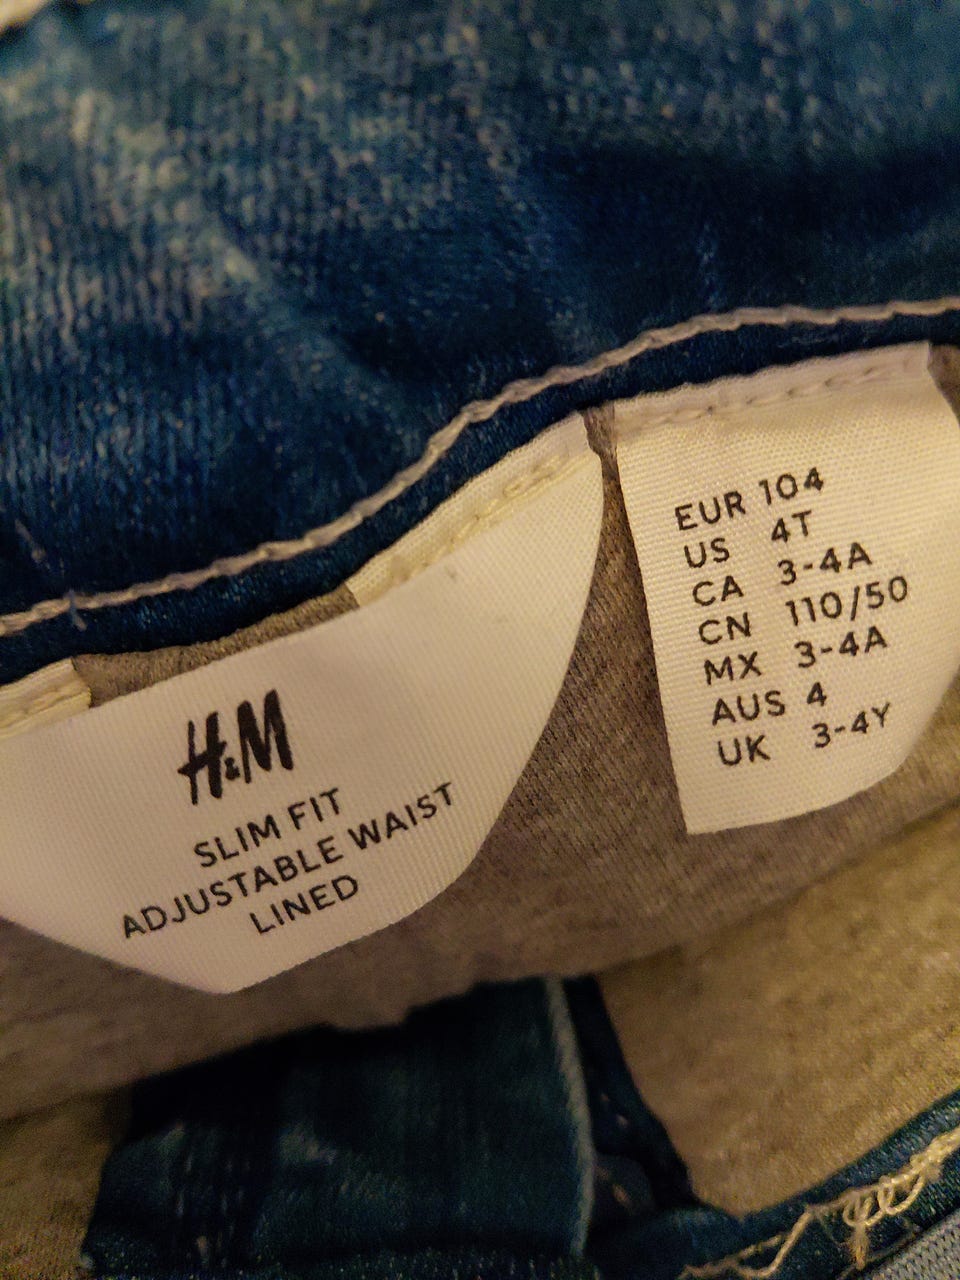 H&M
SLIM FIT
ADJUSTABLE WAIST
LINED
EUR 104
US 4T
CA 3-4A
CN 110/50
MX 3-4A
AUS 4
UK 3-4Y